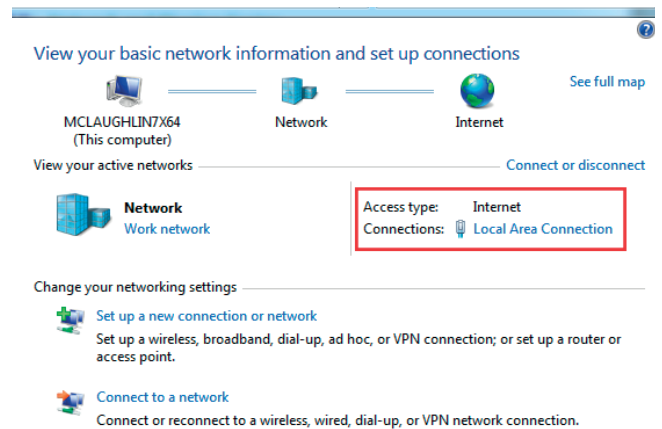 View your basic network information and set up connections
See full map
MCLAUGHLIN7X64
(This computer)
Network
Internet
View your active networks
Connect or disconnect
Network
Work network
Access type: Internet
Connections: Local Area Connection
Change your networking settings
Set up a new connection or network
Set up a wireless, broadband, dial-up, ad hoc, or VPN connection; or set up a router or
access point.
Connect to a network
Connect or reconnect to a wireless, wired, dial-up, or VPN network connection.